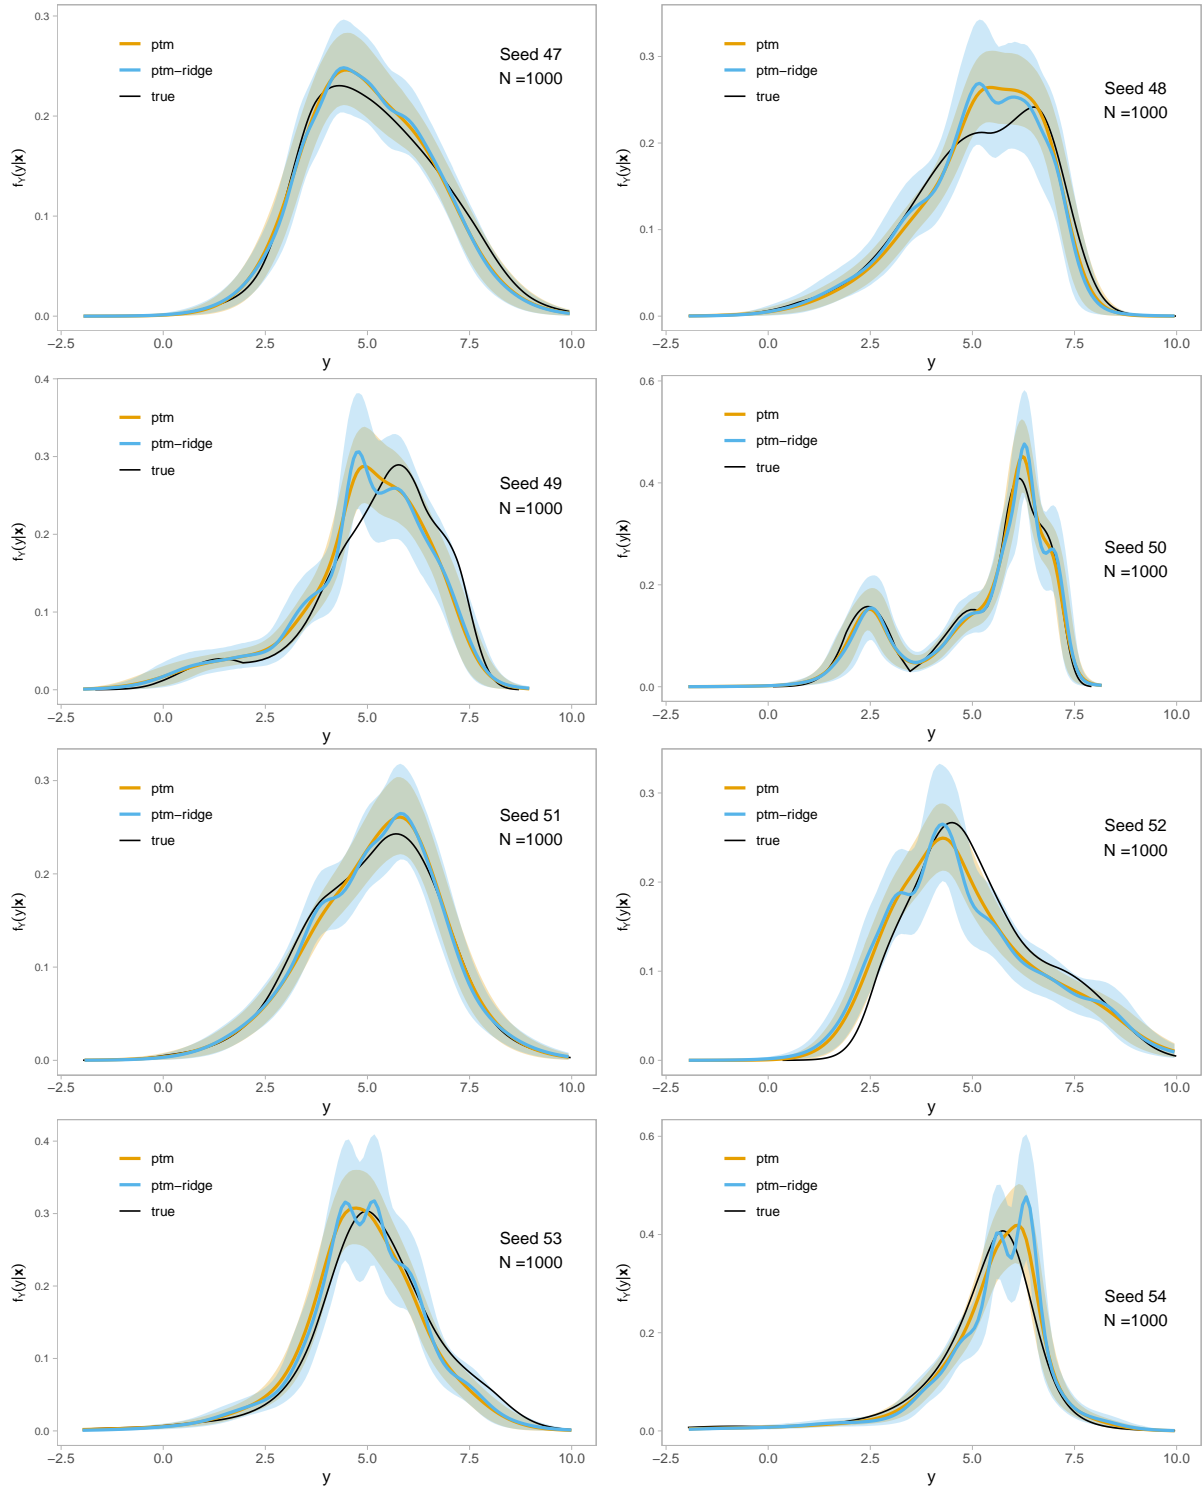 0.3
0.2
0.1
0.0
f_Y(y|x)
ptm
ptm−ridge
true
Seed 47
N =1000
−2.5 0.0 2.5 5.0 7.5 10.0
y
0.3
0.2
0.1
0.0
f_Y(y|x)
ptm
ptm−ridge
true
Seed 48
N =1000
−2.5 0.0 2.5 5.0 7.5 10.0
y
0.4
0.3
0.2
0.1
0.0
f_Y(y|x)
ptm
ptm−ridge
true
Seed 49
N =1000
−2.5 0.0 2.5 5.0 7.5 10.0
y
0.6
0.4
0.2
0.0
f_Y(y|x)
ptm
ptm−ridge
true
Seed 50
N =1000
−2.5 0.0 2.5 5.0 7.5 10.0
y
0.3
0.2
0.1
0.0
f_Y(y|x)
ptm
ptm−ridge
true
Seed 51
N =1000
−2.5 0.0 2.5 5.0 7.5 10.0
y
0.3
0.2
0.1
0.0
f_Y(y|x)
ptm
ptm−ridge
true
Seed 52
N =1000
−2.5 0.0 2.5 5.0 7.5 10.0
y
0.4
0.3
0.2
0.1
0.0
f_Y(y|x)
ptm
ptm−ridge
true
Seed 53
N =1000
−2.5 0.0 2.5 5.0 7.5 10.0
y
0.6
0.4
0.2
0.0
f_Y(y|x)
ptm
ptm−ridge
true
Seed 54
N =1000
−2.5 0.0 2.5 5.0 7.5 10.0
y